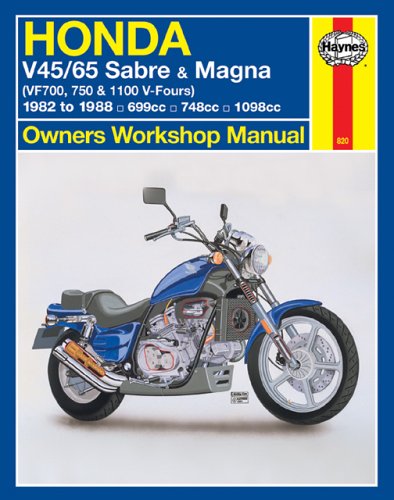 HONDA
V45/65 Sabre & Magna
(VF700, 750 & 1100 V-Fours)
1982 to 1988 □ 699cc □ 748cc □ 1098cc
Owners Workshop Manual
Haynes
820